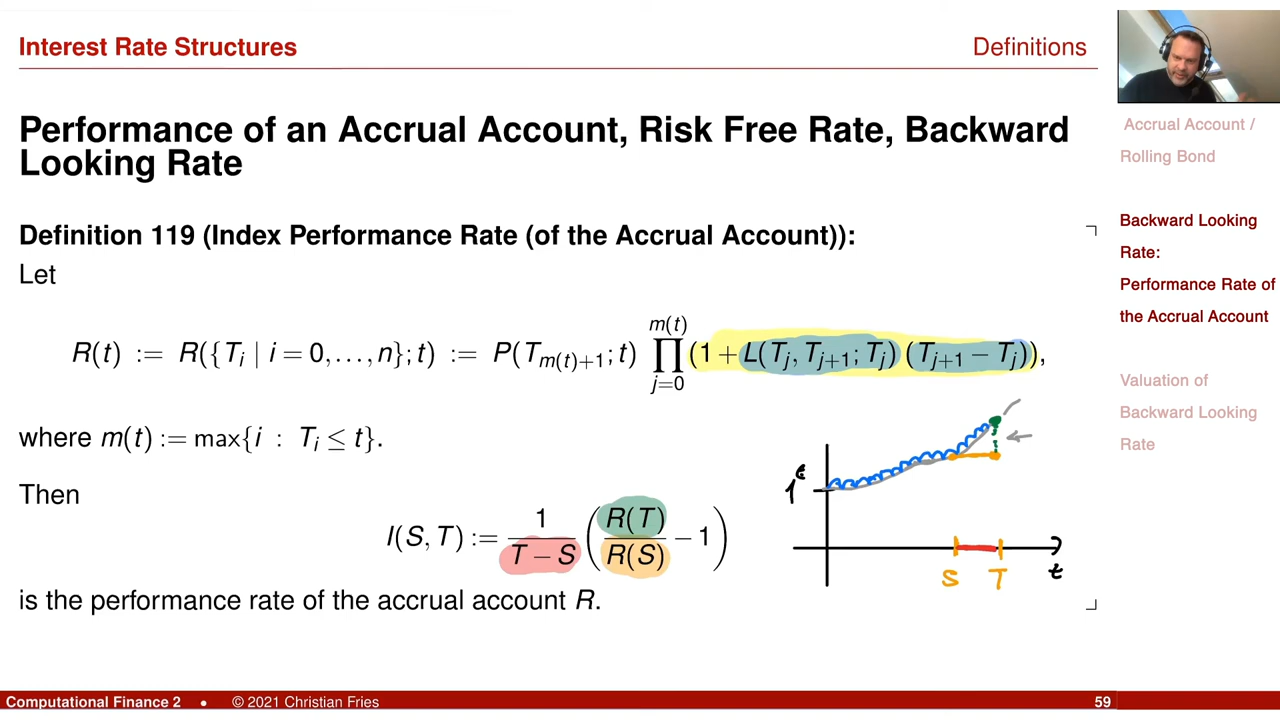 Interest Rate Structures
Definitions
Performance of an Accrual Account, Risk Free Rate, Backward
Looking Rate
Definition 119 (Index Performance Rate (of the Accrual Account)):
Let
R(t) := R({T_i | i = 0, . . . , n}; t) := P(T_{m(t)+1}; t) ∏_{j=0}^{m(t)} (1 + L(T_j, T_{j+1}; T_j) (T_{j+1} − T_j)),
where m(t) := max{i : T_i ≤ t}.
Then
I(S, T) := 1/(T − S) (R(T)/R(S) − 1)
is the performance rate of the accrual account R.
1€
S T t
Accrual Account /
Rolling Bond
Backward Looking
Rate:
Performance Rate of
the Accrual Account
Valuation of
Backward Looking
Rate
Computational Finance 2 • © 2021 Christian Fries 59